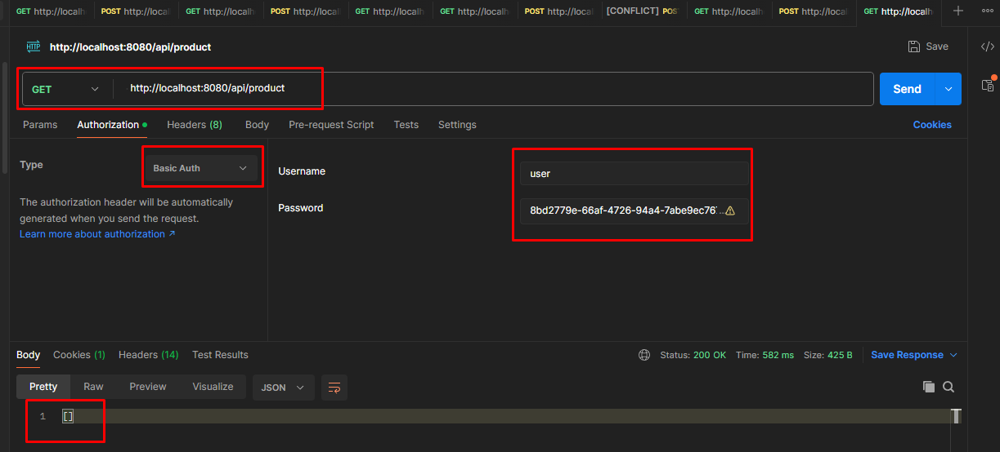 GET http://localh POST http://local GET http://localh POST http://local GET http://localh GET http://localh POST http://local [CONFLICT] POS GET http://localh POST http://local GET http://localh
HTTP http://localhost:8080/api/product Save
GET http://localhost:8080/api/product Send
Params Authorization Headers (8) Body Pre-request Script Tests Settings Cookies
Type Basic Auth
Username user
The authorization header will be automatically
generated when you send the request.
Learn more about authorization ↗
Password 8bd2779e-66af-4726-94a4-7abe9ec76 ...
Body Cookies (1) Headers (14) Test Results Status: 200 OK Time: 582 ms Size: 425 B Save Response
Pretty Raw Preview Visualize JSON
1 []